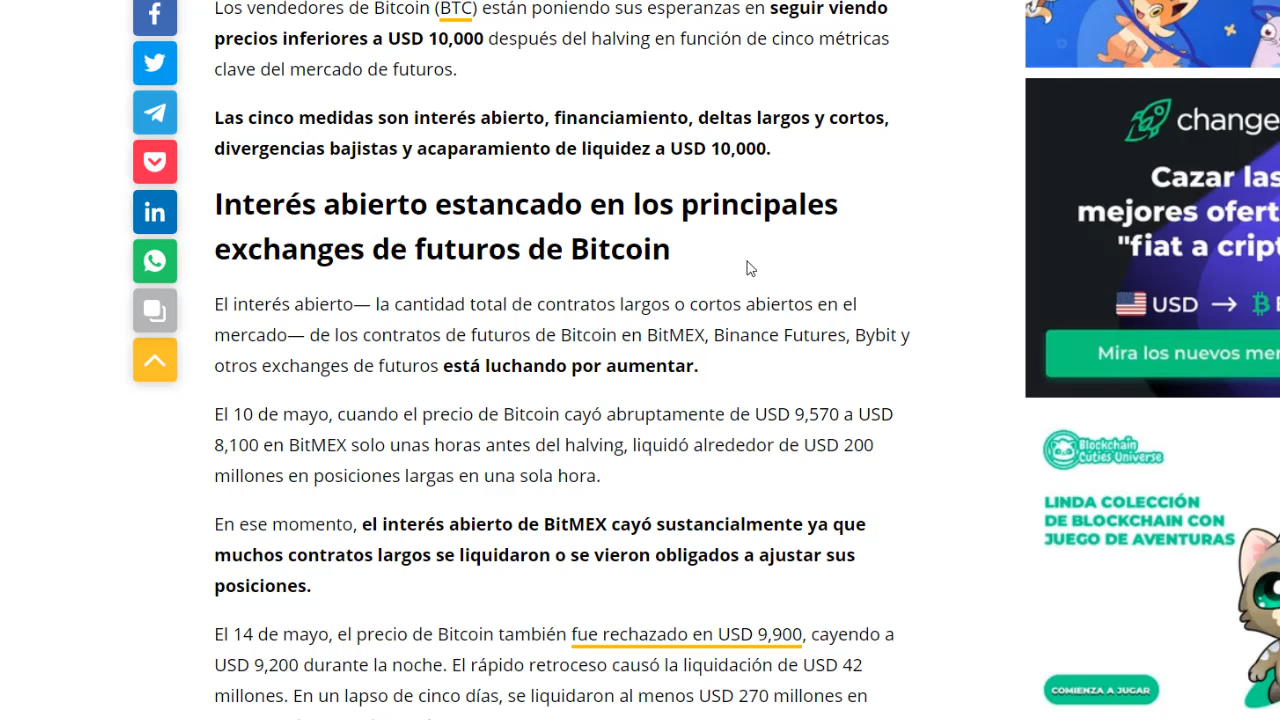 Los vendedores de Bitcoin (BTC) están poniendo sus esperanzas en seguir viendo
precios inferiores a USD 10,000 después del halving en función de cinco métricas
clave del mercado de futuros.
Las cinco medidas son interés abierto, financiamiento, deltas largos y cortos,
divergencias bajistas y acaparamiento de liquidez a USD 10,000.
Interés abierto estancado en los principales
exchanges de futuros de Bitcoin
El interés abierto— la cantidad total de contratos largos o cortos abiertos en el
mercado— de los contratos de futuros de Bitcoin en BitMEX, Binance Futures, Bybit y
otros exchanges de futuros está luchando por aumentar.
El 10 de mayo, cuando el precio de Bitcoin cayó abruptamente de USD 9,570 a USD
8,100 en BitMEX solo unas horas antes del halving, liquidó alrededor de USD 200
millones en posiciones largas en una sola hora.
En ese momento, el interés abierto de BitMEX cayó sustancialmente ya que
muchos contratos largos se liquidaron o se vieron obligados a ajustar sus
posiciones.
El 14 de mayo, el precio de Bitcoin también fue rechazado en USD 9,900, cayendo a
USD 9,200 durante la noche. El rápido retroceso causó la liquidación de USD 42
millones. En un lapso de cinco días, se liquidaron al menos USD 270 millones en
in
change
Cazar las
mejores ofert
"fiat a cript
USD →
Mira los nuevos mer
Blockchain
Cuties Universe
LINDA COLECCIÓN
DE BLOCKCHAIN CON
JUEGO DE AVENTURAS
COMIENZA A JUGAR